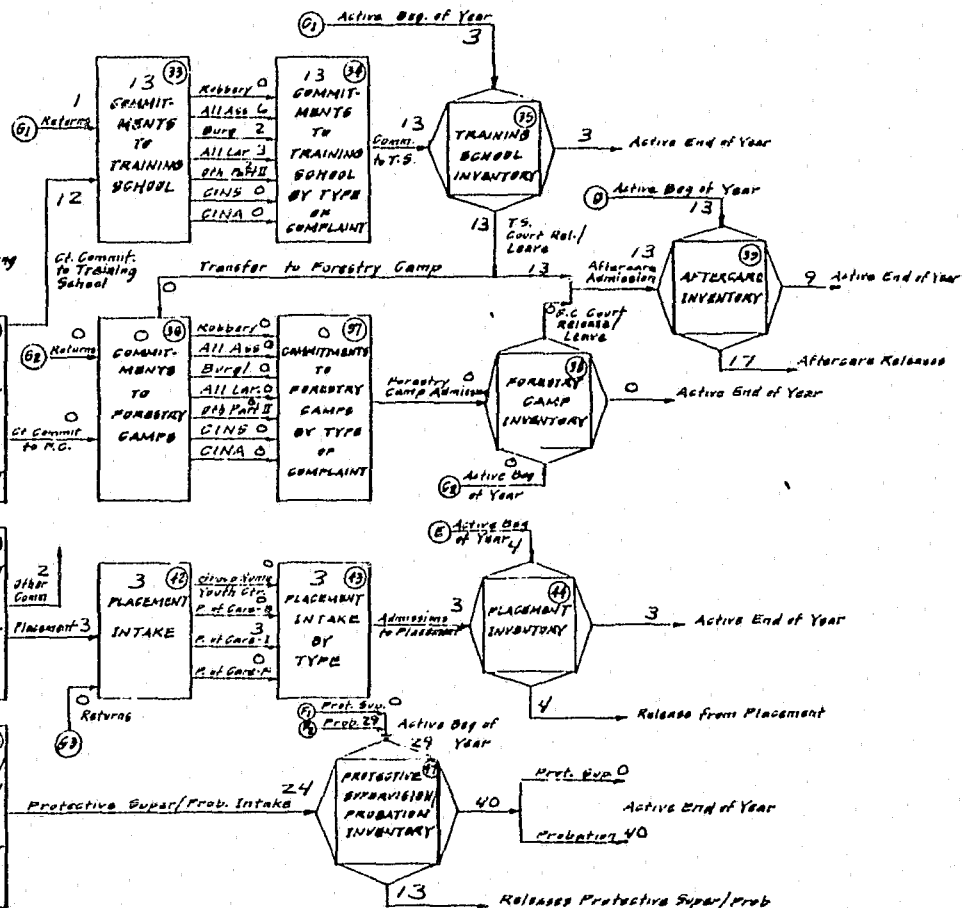 C1 Active Beg. of Year
3
13 33
COMMIT-
MENTS
TO
TRAINING
SCHOOL
1
G1 Returns
12
Ct. Commit.
to Training
School
Robbery 0
All Ass 6
Burg 2
All Lar 3
Oth Part II 2
CINS 0
CINA 0
13 34
COMMIT-
MENTS
TO
TRAINING
SCHOOL
BY TYPE
OF
COMPLAINT
13
Comm.
to T.S.
35
TRAINING
SCHOOL
INVENTORY
3 Active End of Year
13 T.S.
Court Rel./
Leave
Transfer to Forestry Camp
0
13
D Active Beg of Year
13
13
Aftercare
Admission
39
AFTERCARE
INVENTORY
9 Active End of Year
17 Aftercare Releases
0
G2 Returns
0
Ct Commit
to F.C.
0 36
COMMIT-
MENTS
TO
FORESTRY
CAMPS
Robbery 0
All Ass 0
Burgl 0
All Lar. 0
Oth Part II 0
CINS 0
CINA 0
0 37
COMMITMENTS
TO
FORESTRY
CAMPS
BY TYPE
OF
COMPLAINT
Forestry 0
Camp Admiss
0 F.C Court
Release/
Leave
38
FORESTRY
CAMP
INVENTORY
0 Active End of Year
0
C2 Active Beg
of Year
2
Other
Comm
Placement 3
0
Returns
G3
3 42
PLACEMENT
INTAKE
Group Home 0
Youth Ctr.
P. of Care-
P. of Care-I 3
P. of Care-
0
3 43
PLACEMENT
INTAKE
BY
TYPE
Admissions 3
to Placement
E Active Beg
of Year 4
44
PLACEMENT
INVENTORY
3 Active End of Year
4 Release from Placement
F1 Prot. Sup. 0
F2 Prob. 29
Active Beg of
29 Year
24
Protective Super/Prob. Intake
PROTECTIVE
SUPERVISION/
PROBATION
INVENTORY
40
Prot. Sup 0
Active End of Year
Probation 40
13 Releases Protective Super/Prob